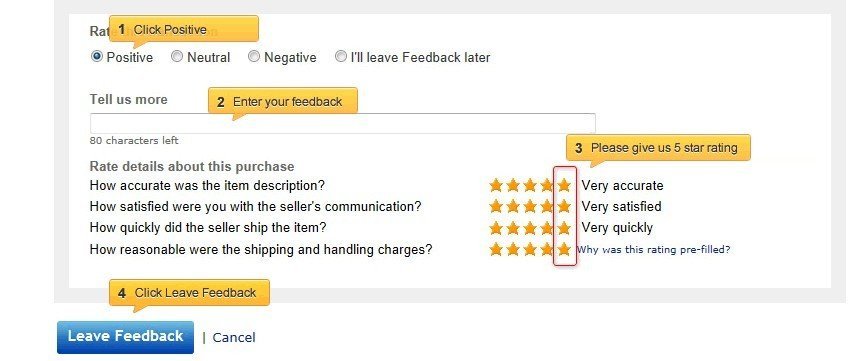 1 Click Positive
Positive Neutral Negative I'll leave Feedback later
Tell us more
2 Enter your feedback
80 characters left
3 Please give us 5 star rating
Rate details about this purchase
How accurate was the item description? Very accurate
How satisfied were you with the seller's communication? Very satisfied
How quickly did the seller ship the item? Very quickly
How reasonable were the shipping and handling charges? Why was this rating pre-filled?
4 Click Leave Feedback
Leave Feedback | Cancel